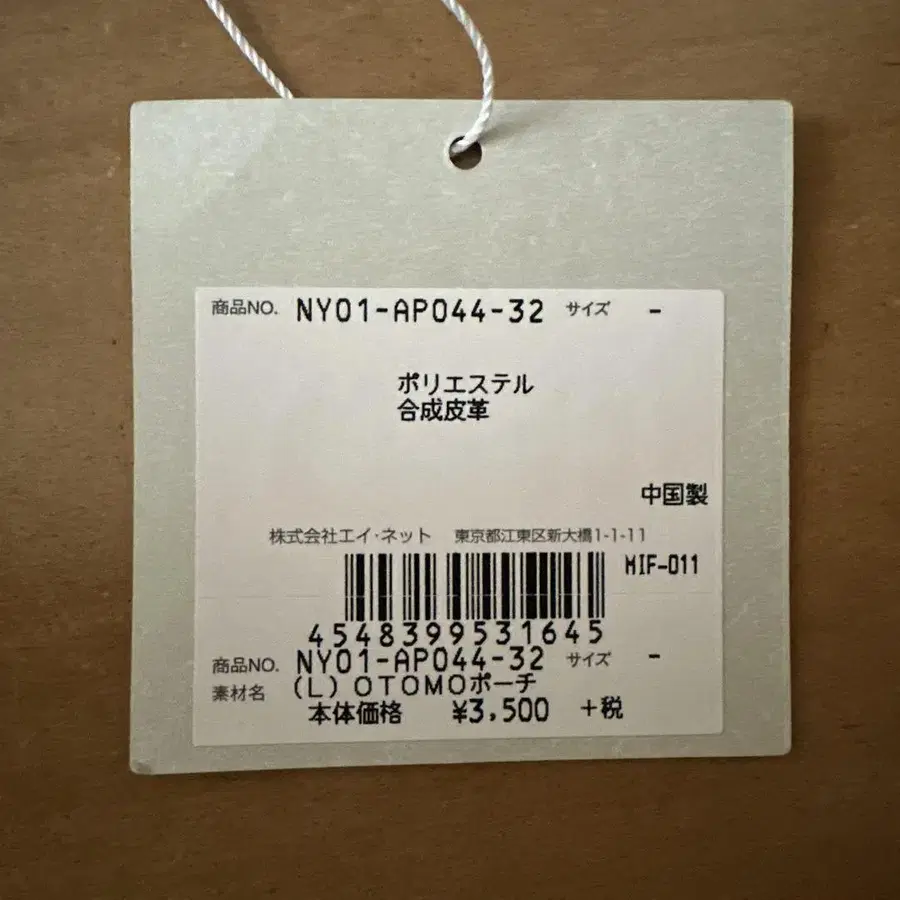 商品NO. NY01-AP044-32 サイズ -
ポリエステル
合成皮革
中国製
株式会社エイ・ネット 東京都江東区新大橋1-1-11
MIF-011
4548399531645
商品NO. NY01-AP044-32 サイズ -
素材名 (L)OTOMOポーチ
本体価格 ¥3,500 +税